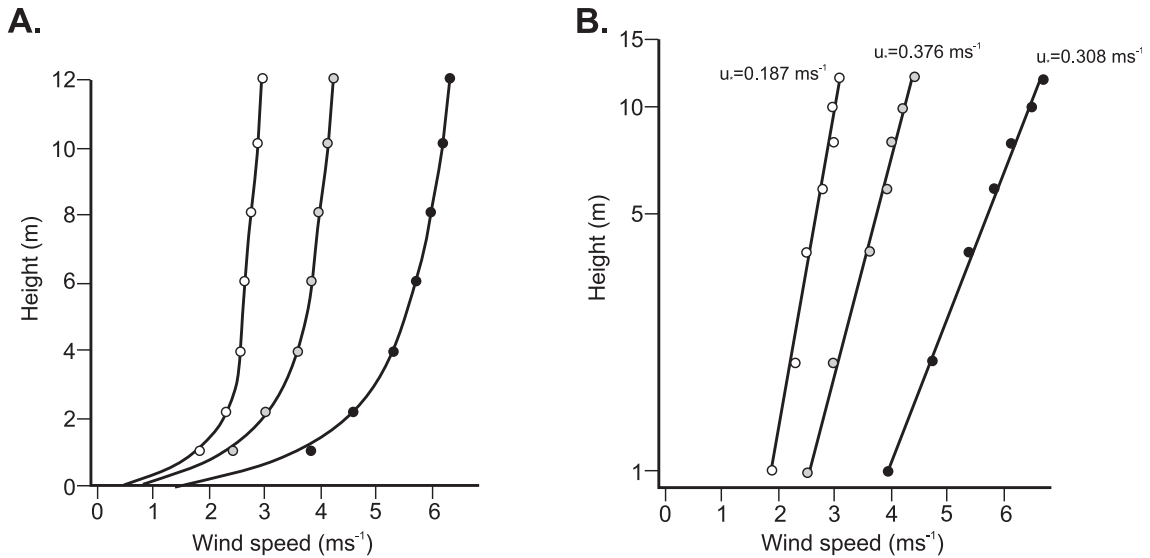 A.
12
10
8
6
4
2
0
Height (m)
0 1 2 3 4 5 6
Wind speed (ms⁻¹)
B.
15
10
5
1
Height (m)
u*=0.187 ms⁻¹
u*=0.376 ms⁻¹
u*=0.308 ms⁻¹
0 1 2 3 4 5 6
Wind speed (ms⁻¹)